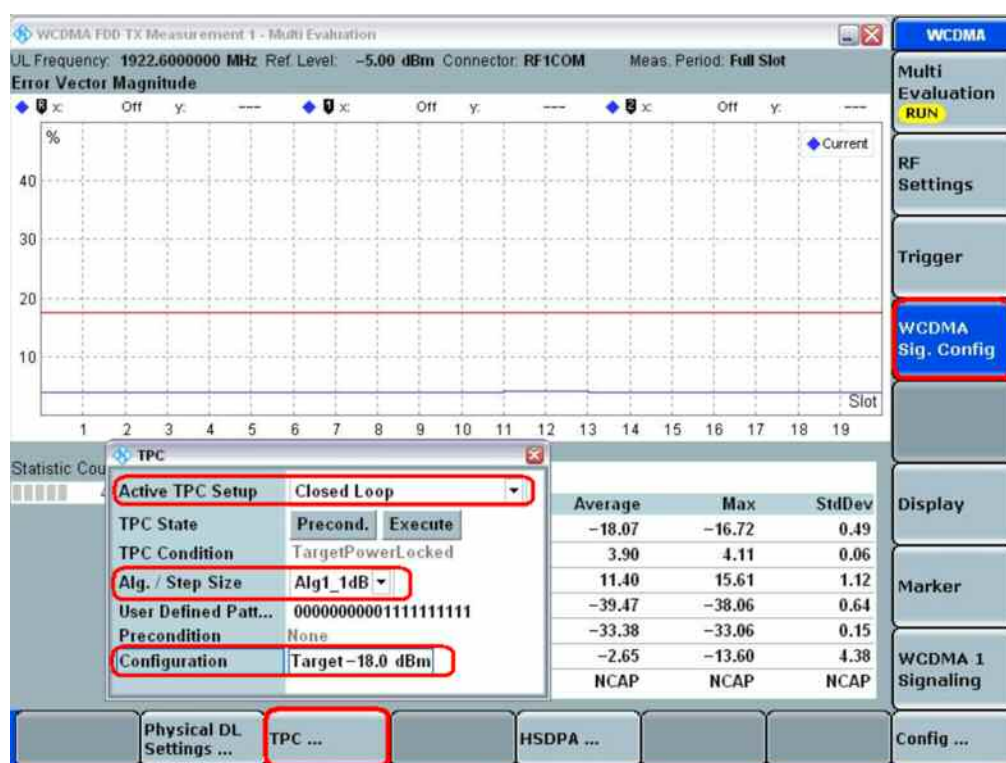 WCDMA FDD TX Measurement 1 - Multi Evaluation
WCDMA
UL Frequency: 1922.6000000 MHz Ref. Level: -5.00 dBm Connector: RF1COM Meas. Period: Full Slot
Error Vector Magnitude
x: Off y: --- x: Off y: --- x: Off y: ---
%
Current
40
30
20
10
Slot
1 2 3 4 5 6 7 8 9 10 11 12 13 14 15 16 17 18 19
Multi
Evaluation
RUN
RF
Settings
Trigger
WCDMA
Sig. Config
Display
Marker
WCDMA 1
Signaling
Statistic Cou
TPC
Active TPC Setup Closed Loop
TPC State Precond. Execute
TPC Condition TargetPowerLocked
Alg. / Step Size Alg1_1dB
User Defined Patt... 00000000001111111111
Precondition None
Configuration Target -18.0 dBm
Average Max StdDev
-18.07 -16.72 0.49
3.90 4.11 0.06
11.40 15.61 1.12
-39.47 -38.06 0.64
-33.38 -33.06 0.15
-2.65 -13.60 4.38
NCAP NCAP NCAP
Physical DL
Settings ...
TPC ...
HSDPA ...
Config ...